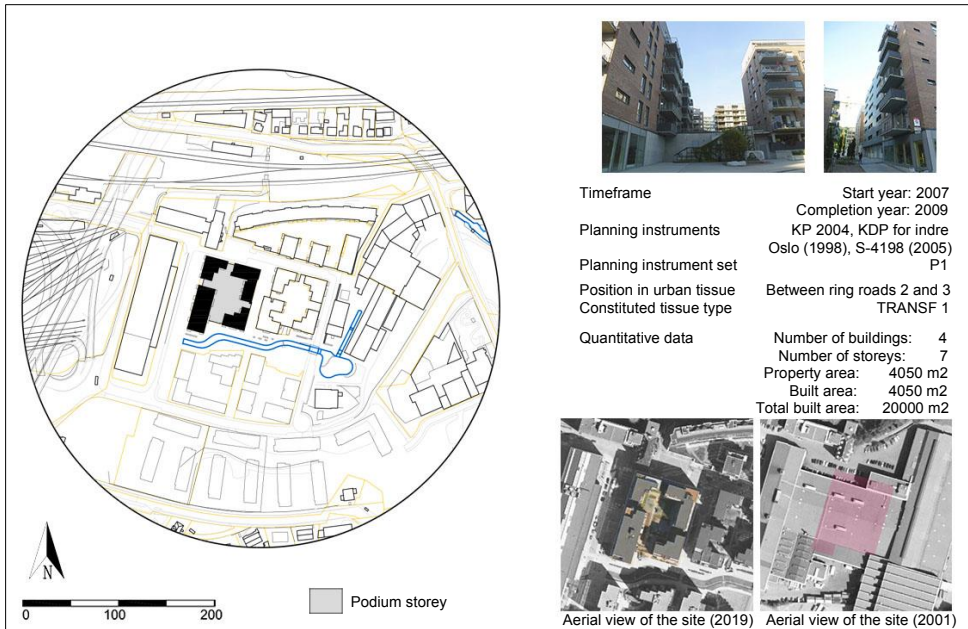 Timeframe Start year: 2007
Completion year: 2009
Planning instruments KP 2004, KDP for indre
Oslo (1998), S-4198 (2005)
Planning instrument set P1
Position in urban tissue Between ring roads 2 and 3
Constituted tissue type TRANSF 1
Quantitative data Number of buildings: 4
Number of storeys: 7
Property area: 4050 m2
Built area: 4050 m2
Total built area: 20000 m2
N
0 100 200
Podium storey
Aerial view of the site (2019) Aerial view of the site (2001)